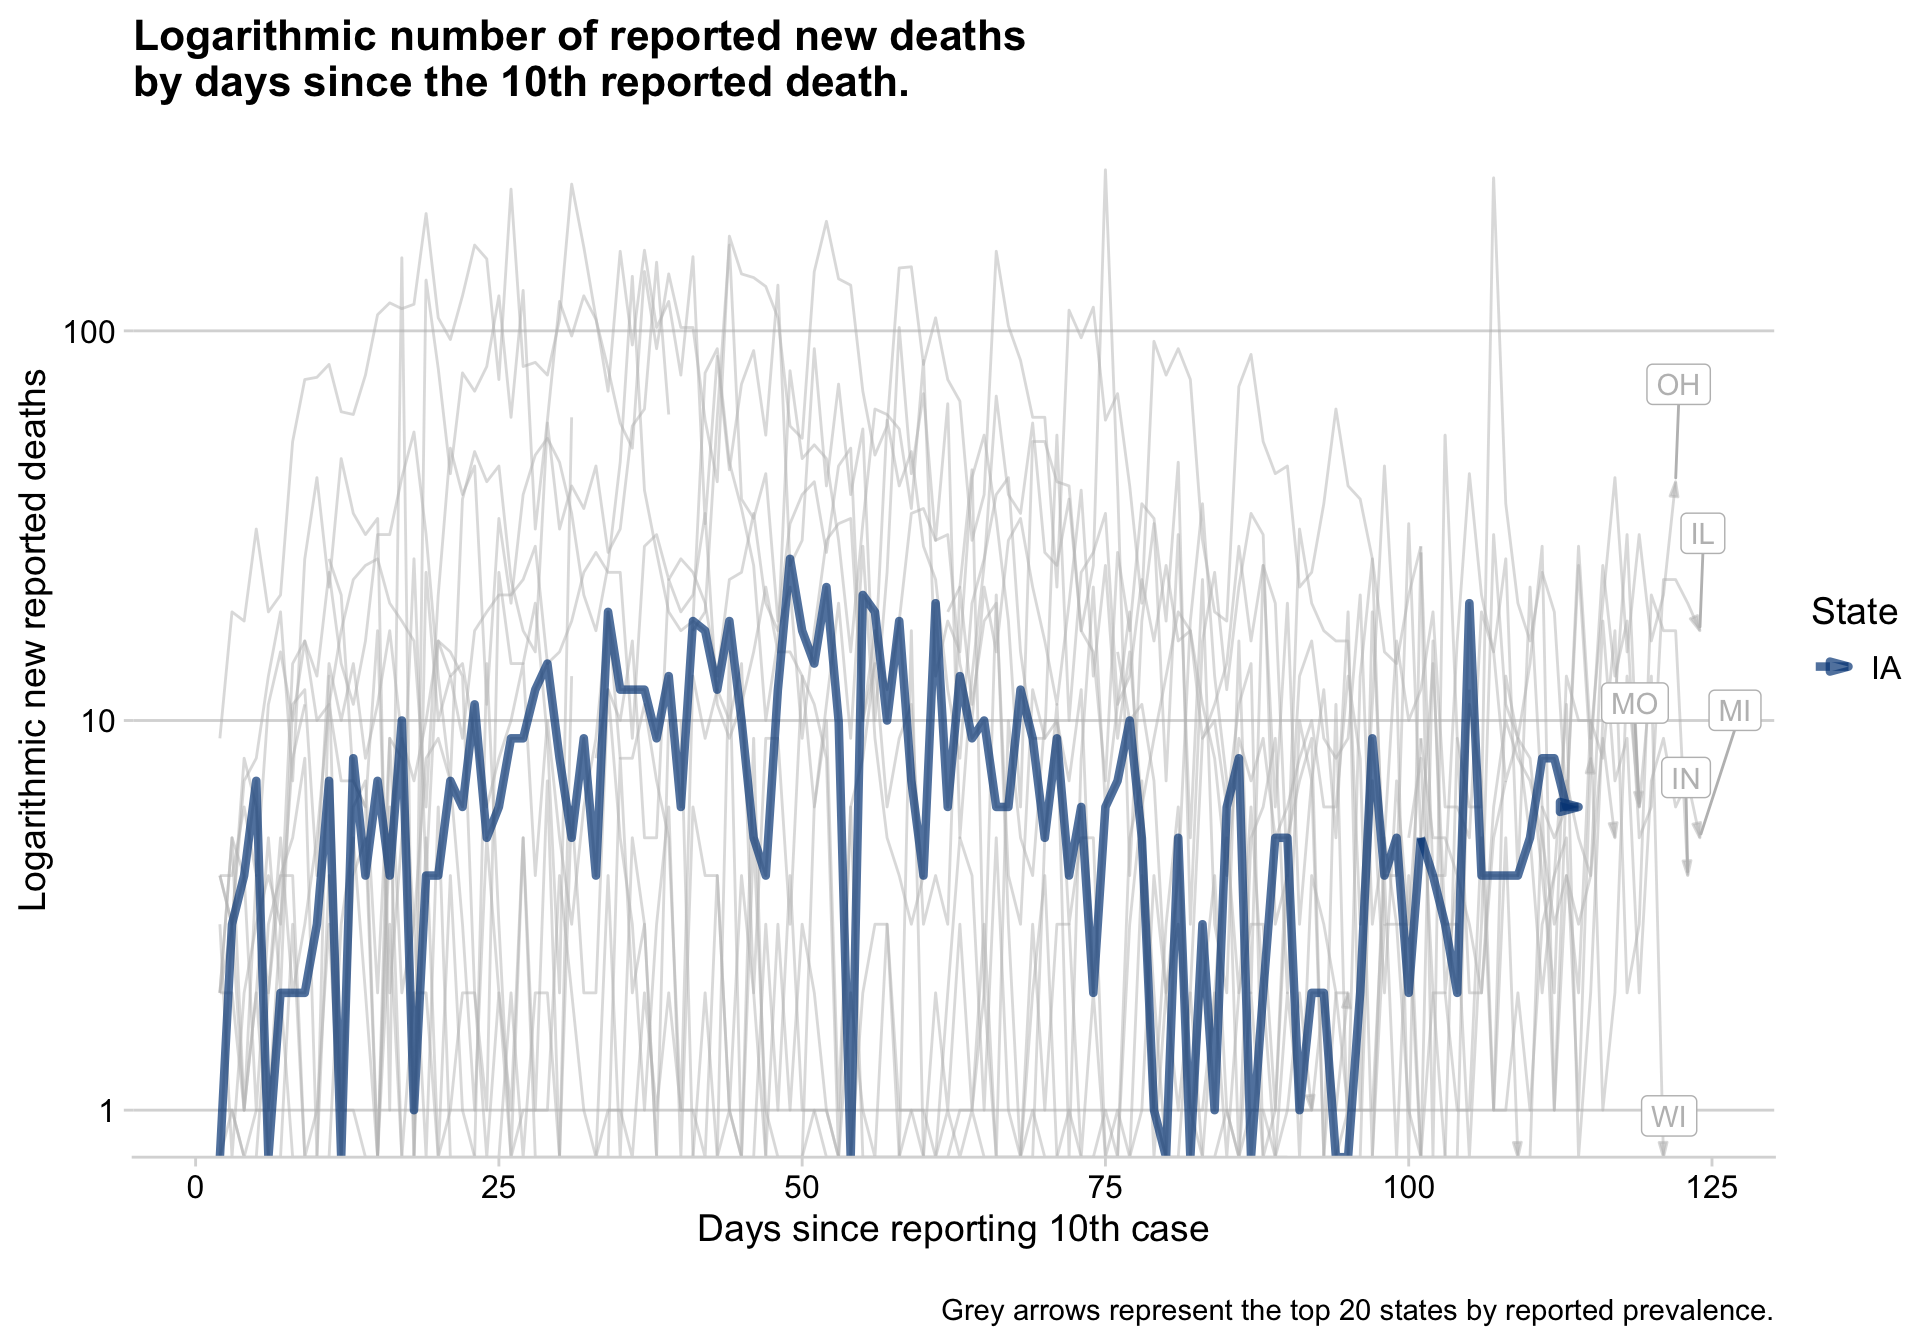 Logarithmic number of reported new deaths
by days since the 10th reported death.
Logarithmic new reported deaths
100
10
1
OH
IL
MO
MI
IN
WI
State
IA
0
25
50
75
100
125
Days since reporting 10th case
Grey arrows represent the top 20 states by reported prevalence.